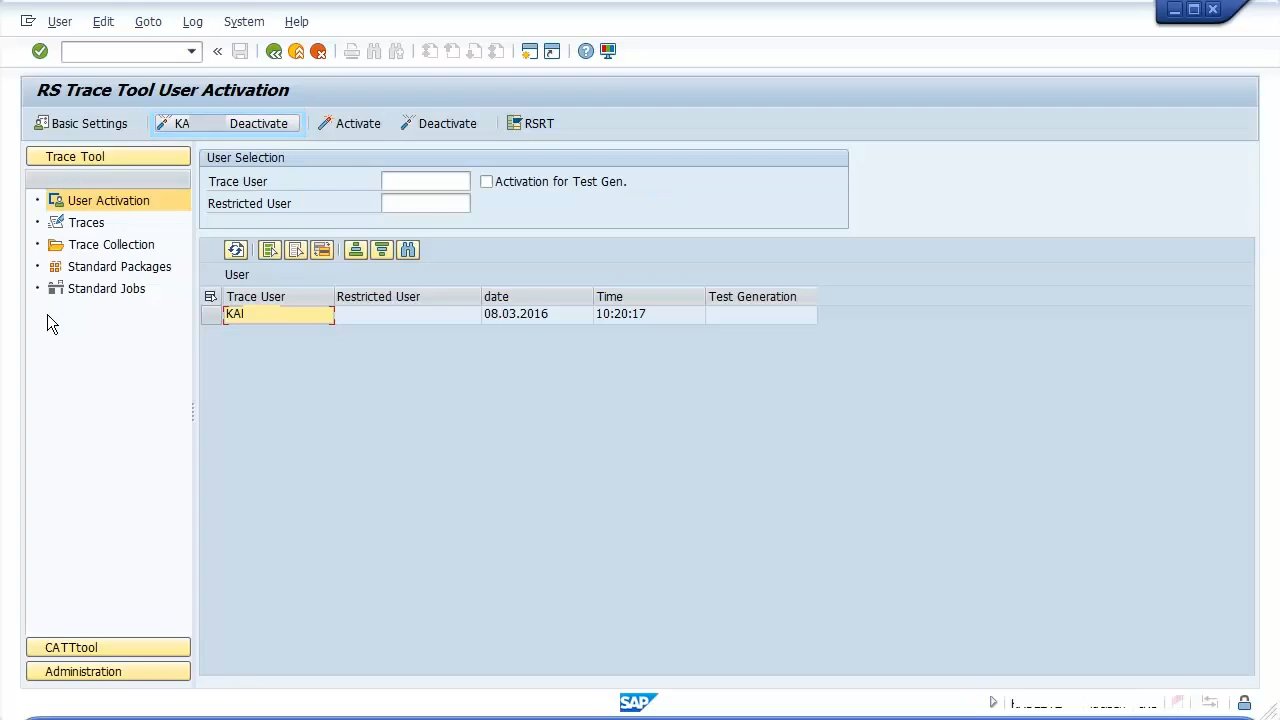 User Edit Goto Log System Help
RS Trace Tool User Activation
Basic Settings KA Deactivate Activate Deactivate RSRT
Trace Tool
User Activation
Traces
Trace Collection
Standard Packages
Standard Jobs
CATTtool
Administration
User Selection
Trace User Activation for Test Gen.
Restricted User
User
Trace User Restricted User date Time Test Generation
KAI 08.03.2016 10:20:17
SAP